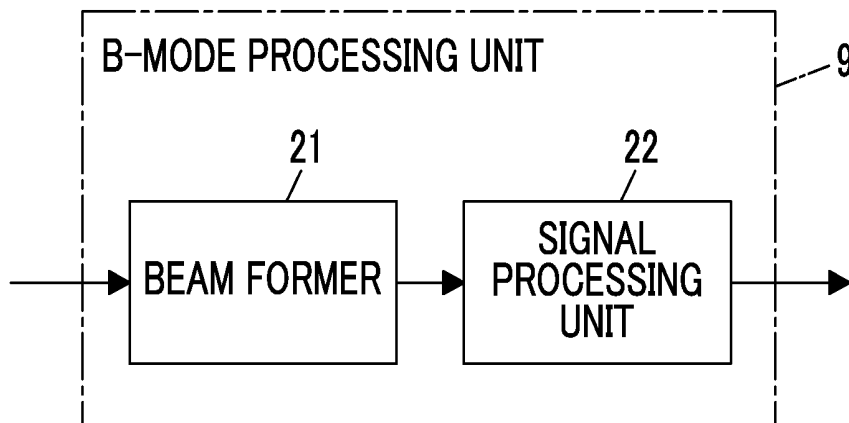 B-MODE PROCESSING UNIT
9
21
22
BEAM FORMER
SIGNAL
PROCESSING
UNIT